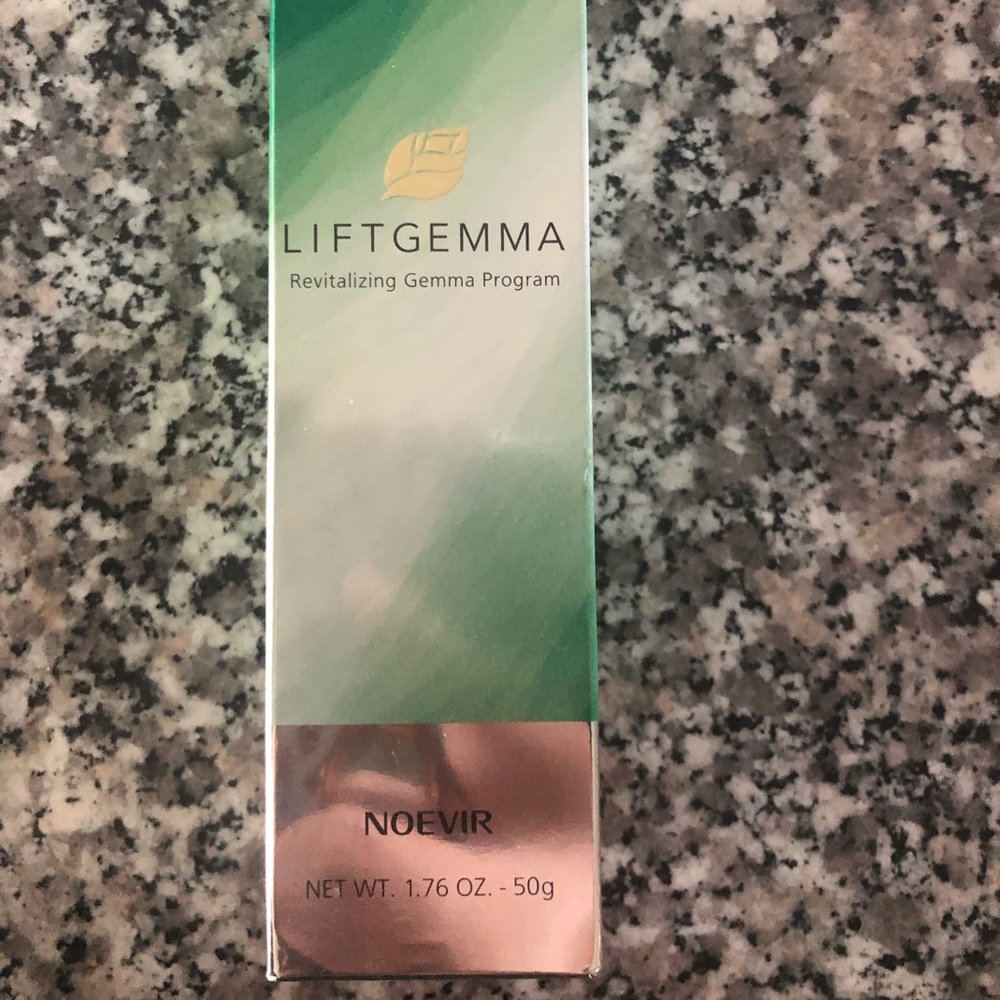 LIFTGEMMA
Revitalizing Gemma Program
NOEVIR
NET WT. 1.76 OZ. - 50g